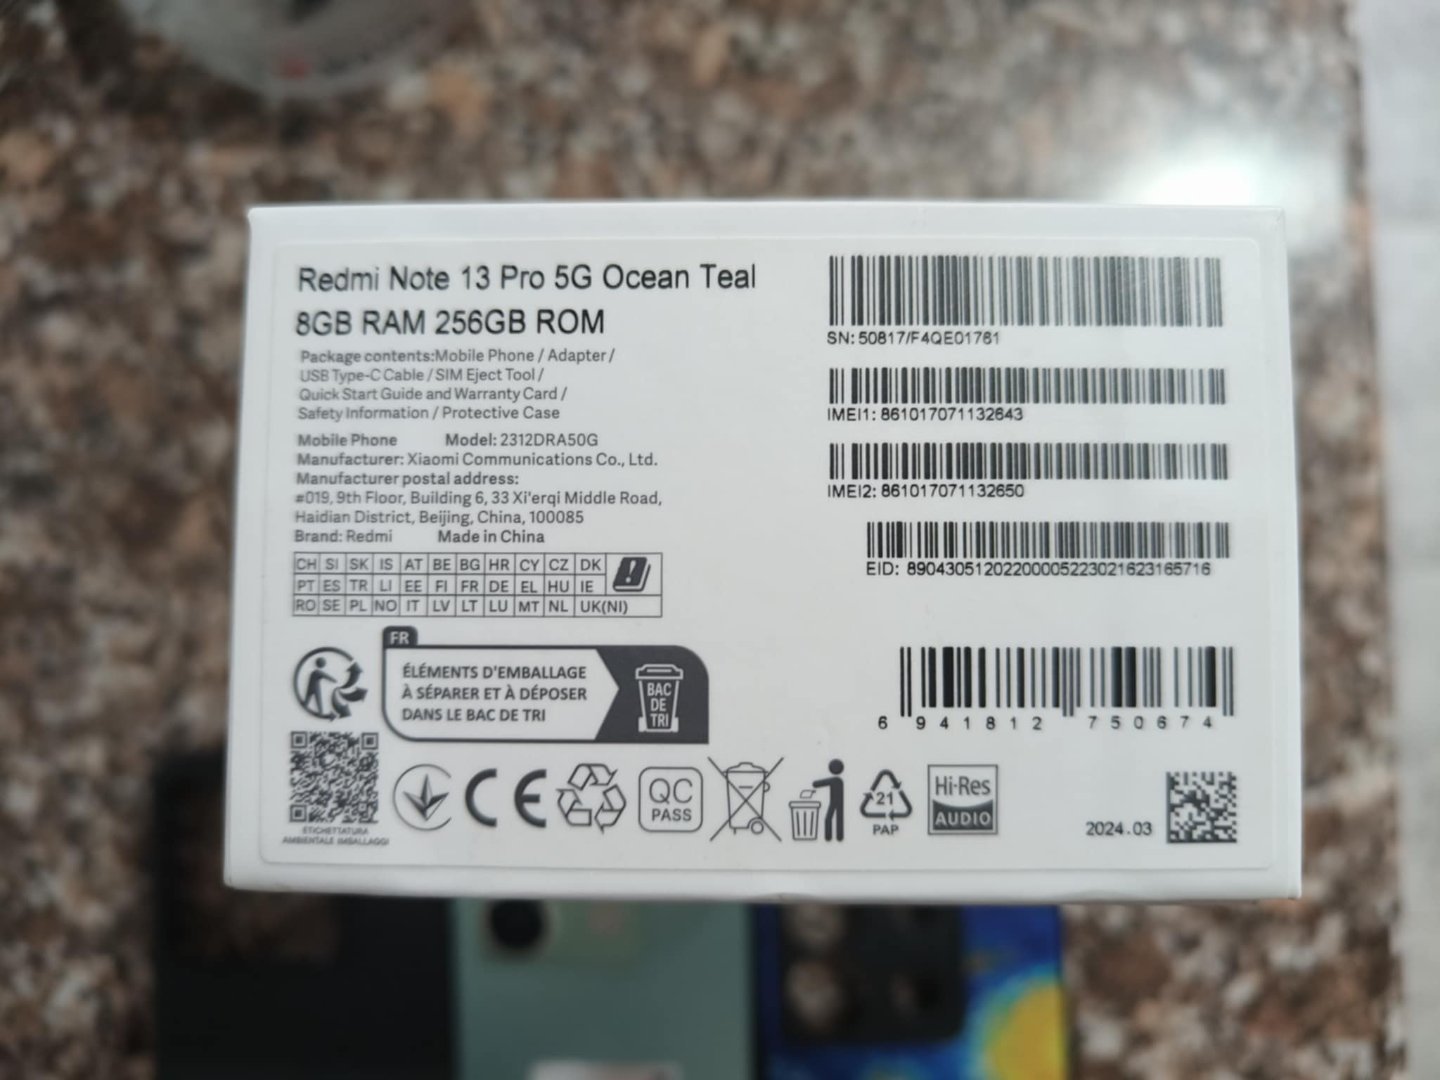 Redmi Note 13 Pro 5G Ocean Teal
8GB RAM 256GB ROM
Package contents:Mobile Phone / Adapter /
USB Type-C Cable / SIM Eject Tool /
Quick Start Guide and Warranty Card /
Safety Information / Protective Case
Mobile Phone Model: 2312DRA50G
Manufacturer: Xiaomi Communications Co., Ltd.
Manufacturer postal address:
#019, 9th Floor, Building 6, 33 Xi'erqi Middle Road,
Haidian District, Beijing, China, 100085
Brand: Redmi Made in China
CH SI SK IS AT BE BG HR CY CZ DK
PT ES TR LI EE FI FR DE EL HU IE
RO SE PL NO IT LV LT LU MT NL UK(NI)
FR
ÉLÉMENTS D'EMBALLAGE
À SÉPARER ET À DÉPOSER
DANS LE BAC DE TRI
BAC
DE
TRI
ETICHETTATURA
AMBIENTALE IMBALLAGGI
CE
QC
PASS
21
PAP
Hi-Res
AUDIO
SN: 50817/F4QE01761
IMEI1: 861017071132643
IMEI2: 861017071132650
EID: 89043051202200005223021623165716
6 941812 750674
2024.03